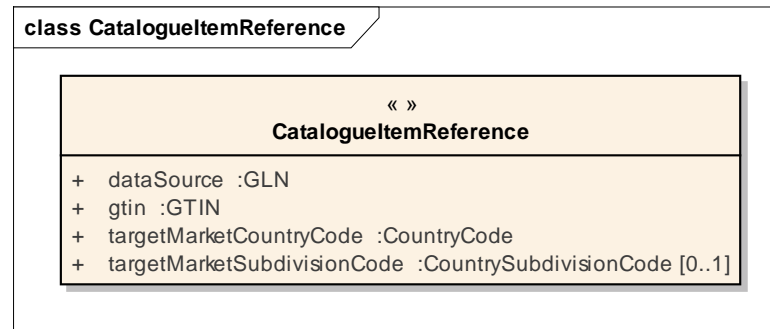 class CatalogueItemReference
« »
CatalogueItemReference
+ dataSource :GLN
+ gtin :GTIN
+ targetMarketCountryCode :CountryCode
+ targetMarketSubdivisionCode :CountrySubdivisionCode [0..1]